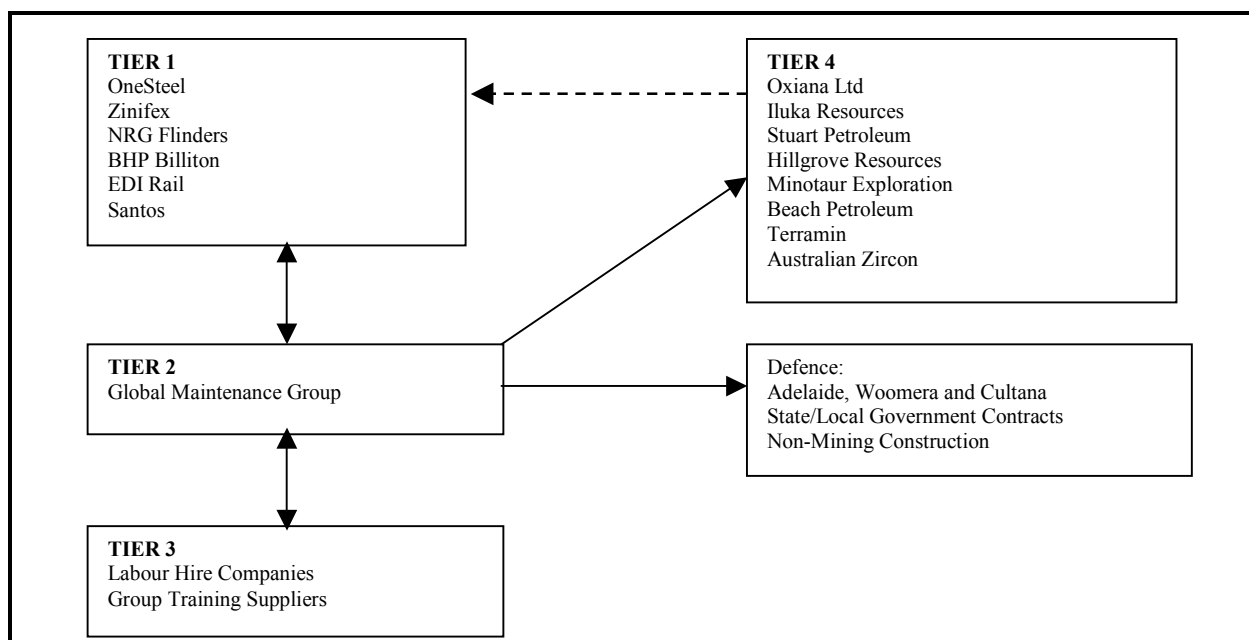 TIER 1
OneSteel
Zinifex
NRG Flinders
BHP Billiton
EDI Rail
Santos
TIER 4
Oxiana Ltd
Iluka Resources
Stuart Petroleum
Hillgrove Resources
Minotaur Exploration
Beach Petroleum
Terramin
Australian Zircon
TIER 2
Global Maintenance Group
Defence:
Adelaide, Woomera and Cultana
State/Local Government Contracts
Non-Mining Construction
TIER 3
Labour Hire Companies
Group Training Suppliers